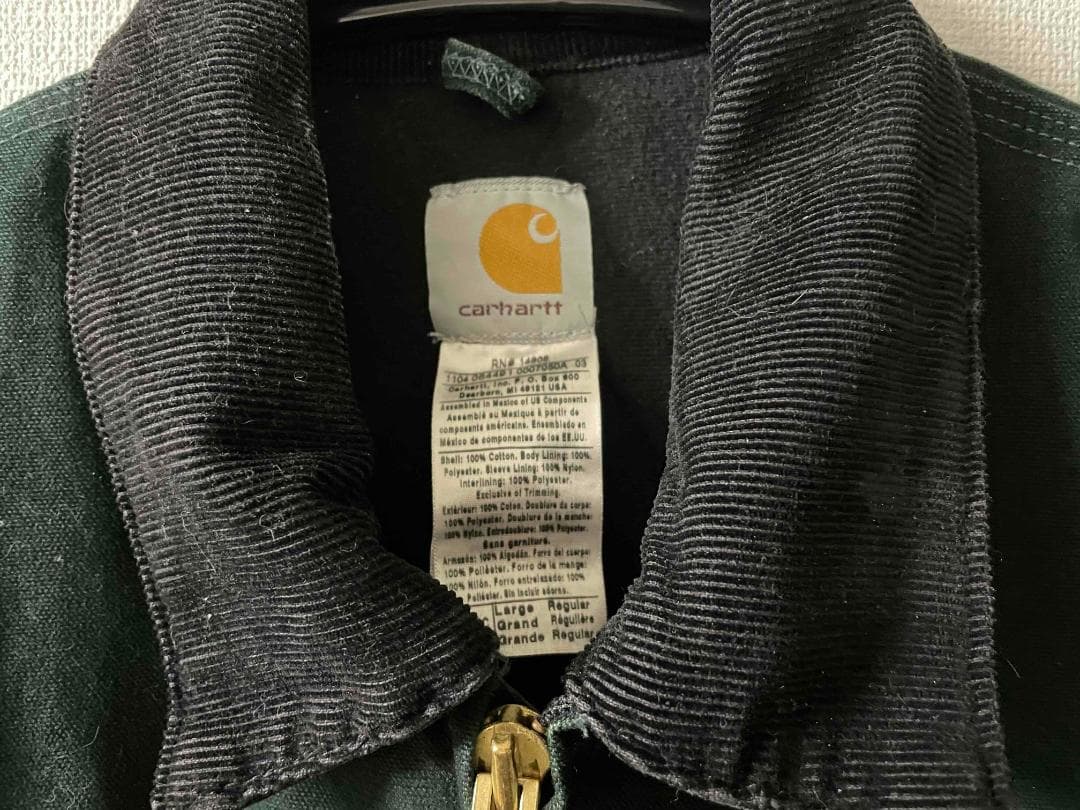 carhartt
RN# 14806
Carhartt, Inc. P. O. Box 600
Dearborn, MI 48121 USA
Assembled in Mexico of US Components
Assemblé au Mexique à partir de
composants américains. Ensemblado en
México de componentes de los EE.UU.
Shell: 100% Cotton. Body Lining: 100%
Polyester. Sleeve Lining: 100% Nylon.
Interlining: 100% Polyester.
Exclusive of Trimming.
Extérieur: 100% Coton. Doublure du corps:
100% Polyester. Doublure de la manche:
100% Nylon. Entredoublure: 100% Polyester.
Sans garniture.
Armazón: 100% Algodón. Forro del cuerpo:
100% Poliéster. Forro de la manga:
100% Nilón. Forro entrelazado: 100%
Poliéster. Sin incluir adorno.
Large Regular
Grand Régulière
Grande Regular